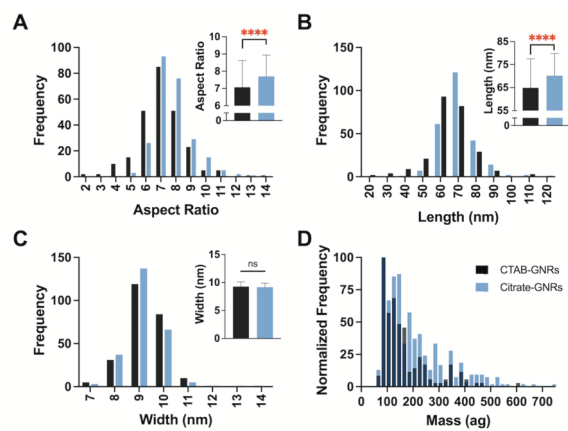 A
Frequency
100
80
60
40
20
0
2 3 4 5 6 7 8 9 10 11 12 13 14
Aspect Ratio
****
Aspect Ratio
10
9
8
7
6
1
0
B
Frequency
150
100
50
0
20 30 40 50 60 70 80 90 100 110 120
Length (nm)
****
Length (nm)
85
75
65
55
5
0
C
Frequency
150
100
50
0
7 8 9 10 11 12 13 14
Width (nm)
ns
Width (nm)
15
10
5
0
D
Normalized Frequency
100
75
50
25
0
0 100 200 300 400 500 600 700
Mass (ag)
CTAB-GNRs
Citrate-GNRs